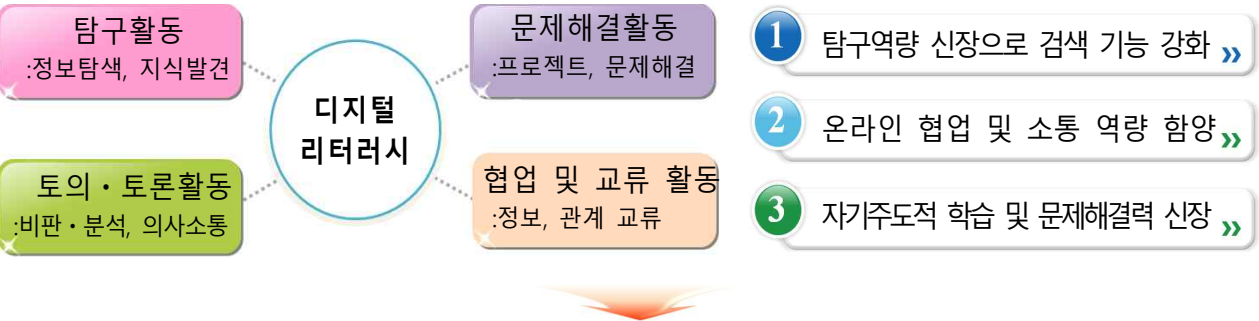 탐구활동
:정보탐색, 지식발견
문제해결활동
:프로젝트, 문제해결
디지털
리터러시
토의・토론활동
:비판・분석, 의사소통
협업 및 교류 활동
:정보, 관계 교류
1 탐구역량 신장으로 검색 기능 강화 »
2 온라인 협업 및 소통 역량 함양 »
3 자기주도적 학습 및 문제해결력 신장 »